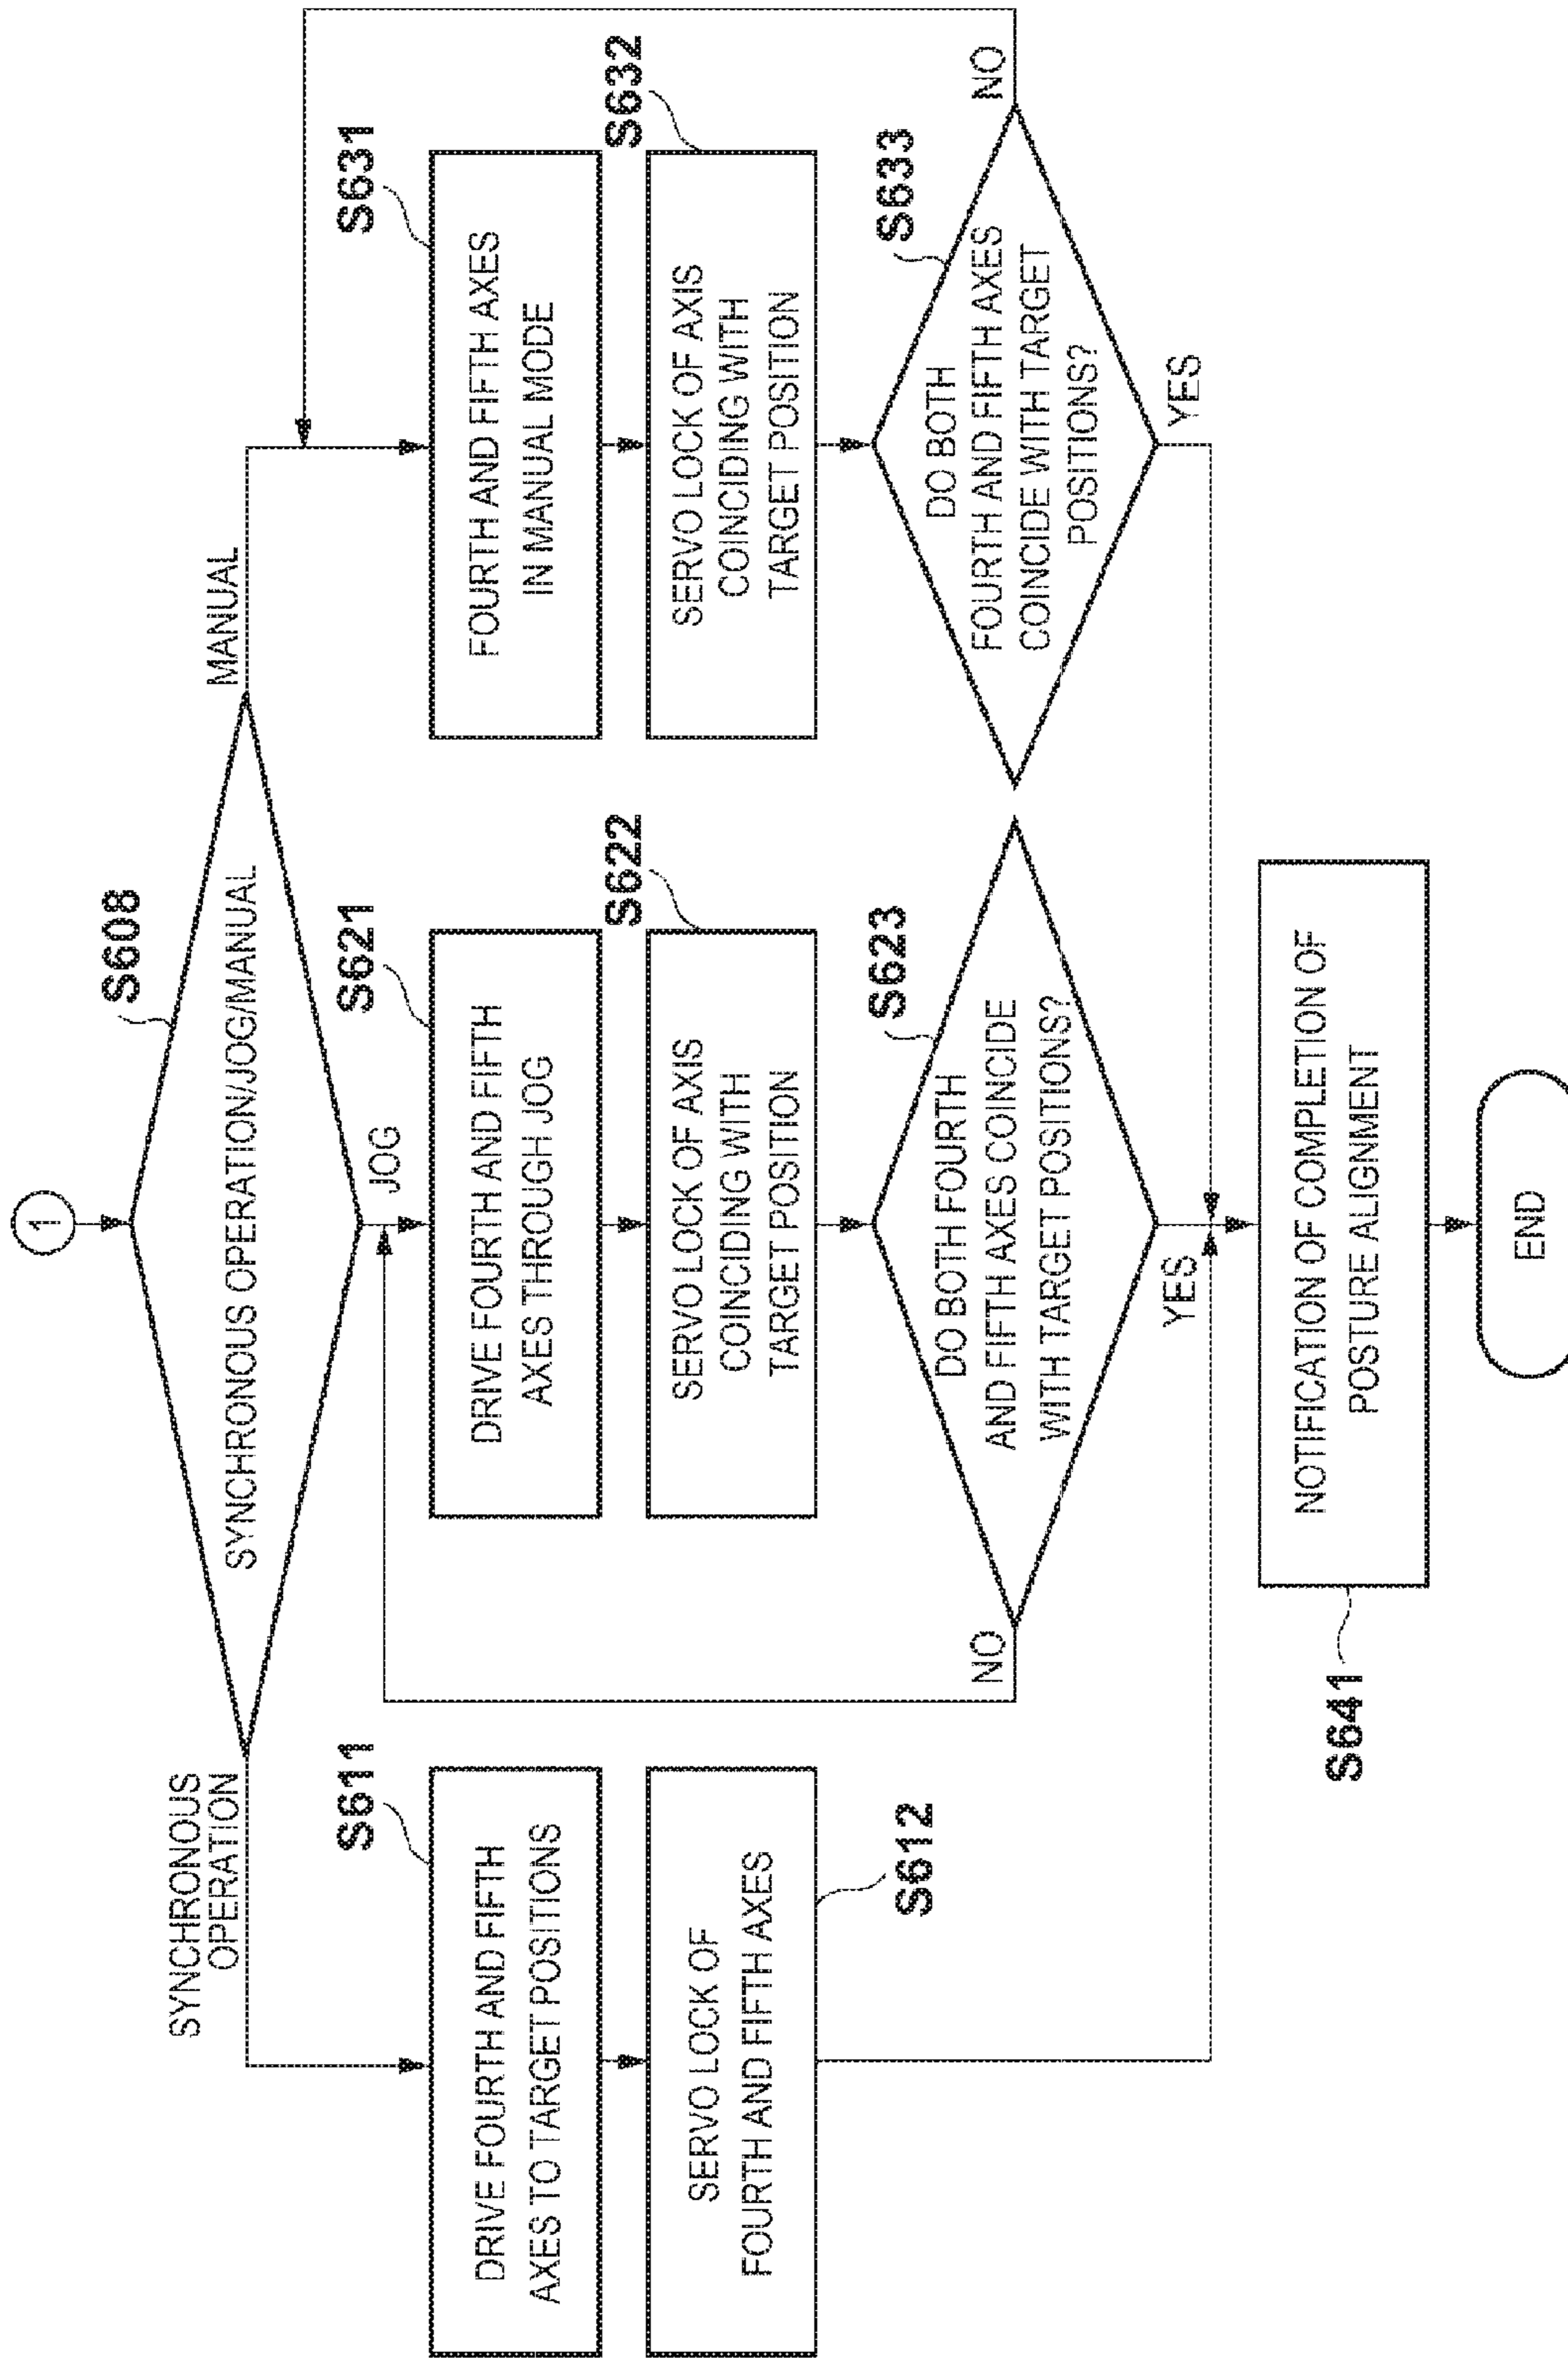 1
S608
SYNCHRONOUS OPERATION/JOG/MANUAL
SYNCHRONOUS
OPERATION
JOG
MANUAL
S611
DRIVE FOURTH AND FIFTH
AXES TO TARGET POSITIONS
S612
SERVO LOCK OF
FOURTH AND FIFTH AXES
S621
DRIVE FOURTH AND FIFTH
AXES THROUGH JOG
S622
SERVO LOCK OF AXIS
COINCIDING WITH
TARGET POSITION
S623
DO BOTH FOURTH
AND FIFTH AXES COINCIDE
WITH TARGET POSITIONS?
NO
YES
S631
FOURTH AND FIFTH AXES
IN MANUAL MODE
S632
SERVO LOCK OF AXIS
COINCIDING WITH
TARGET POSITION
S633
DO BOTH
FOURTH AND FIFTH AXES
COINCIDE WITH TARGET
POSITIONS?
NO
YES
S641
NOTIFICATION OF COMPLETION OF
POSTURE ALIGNMENT
END